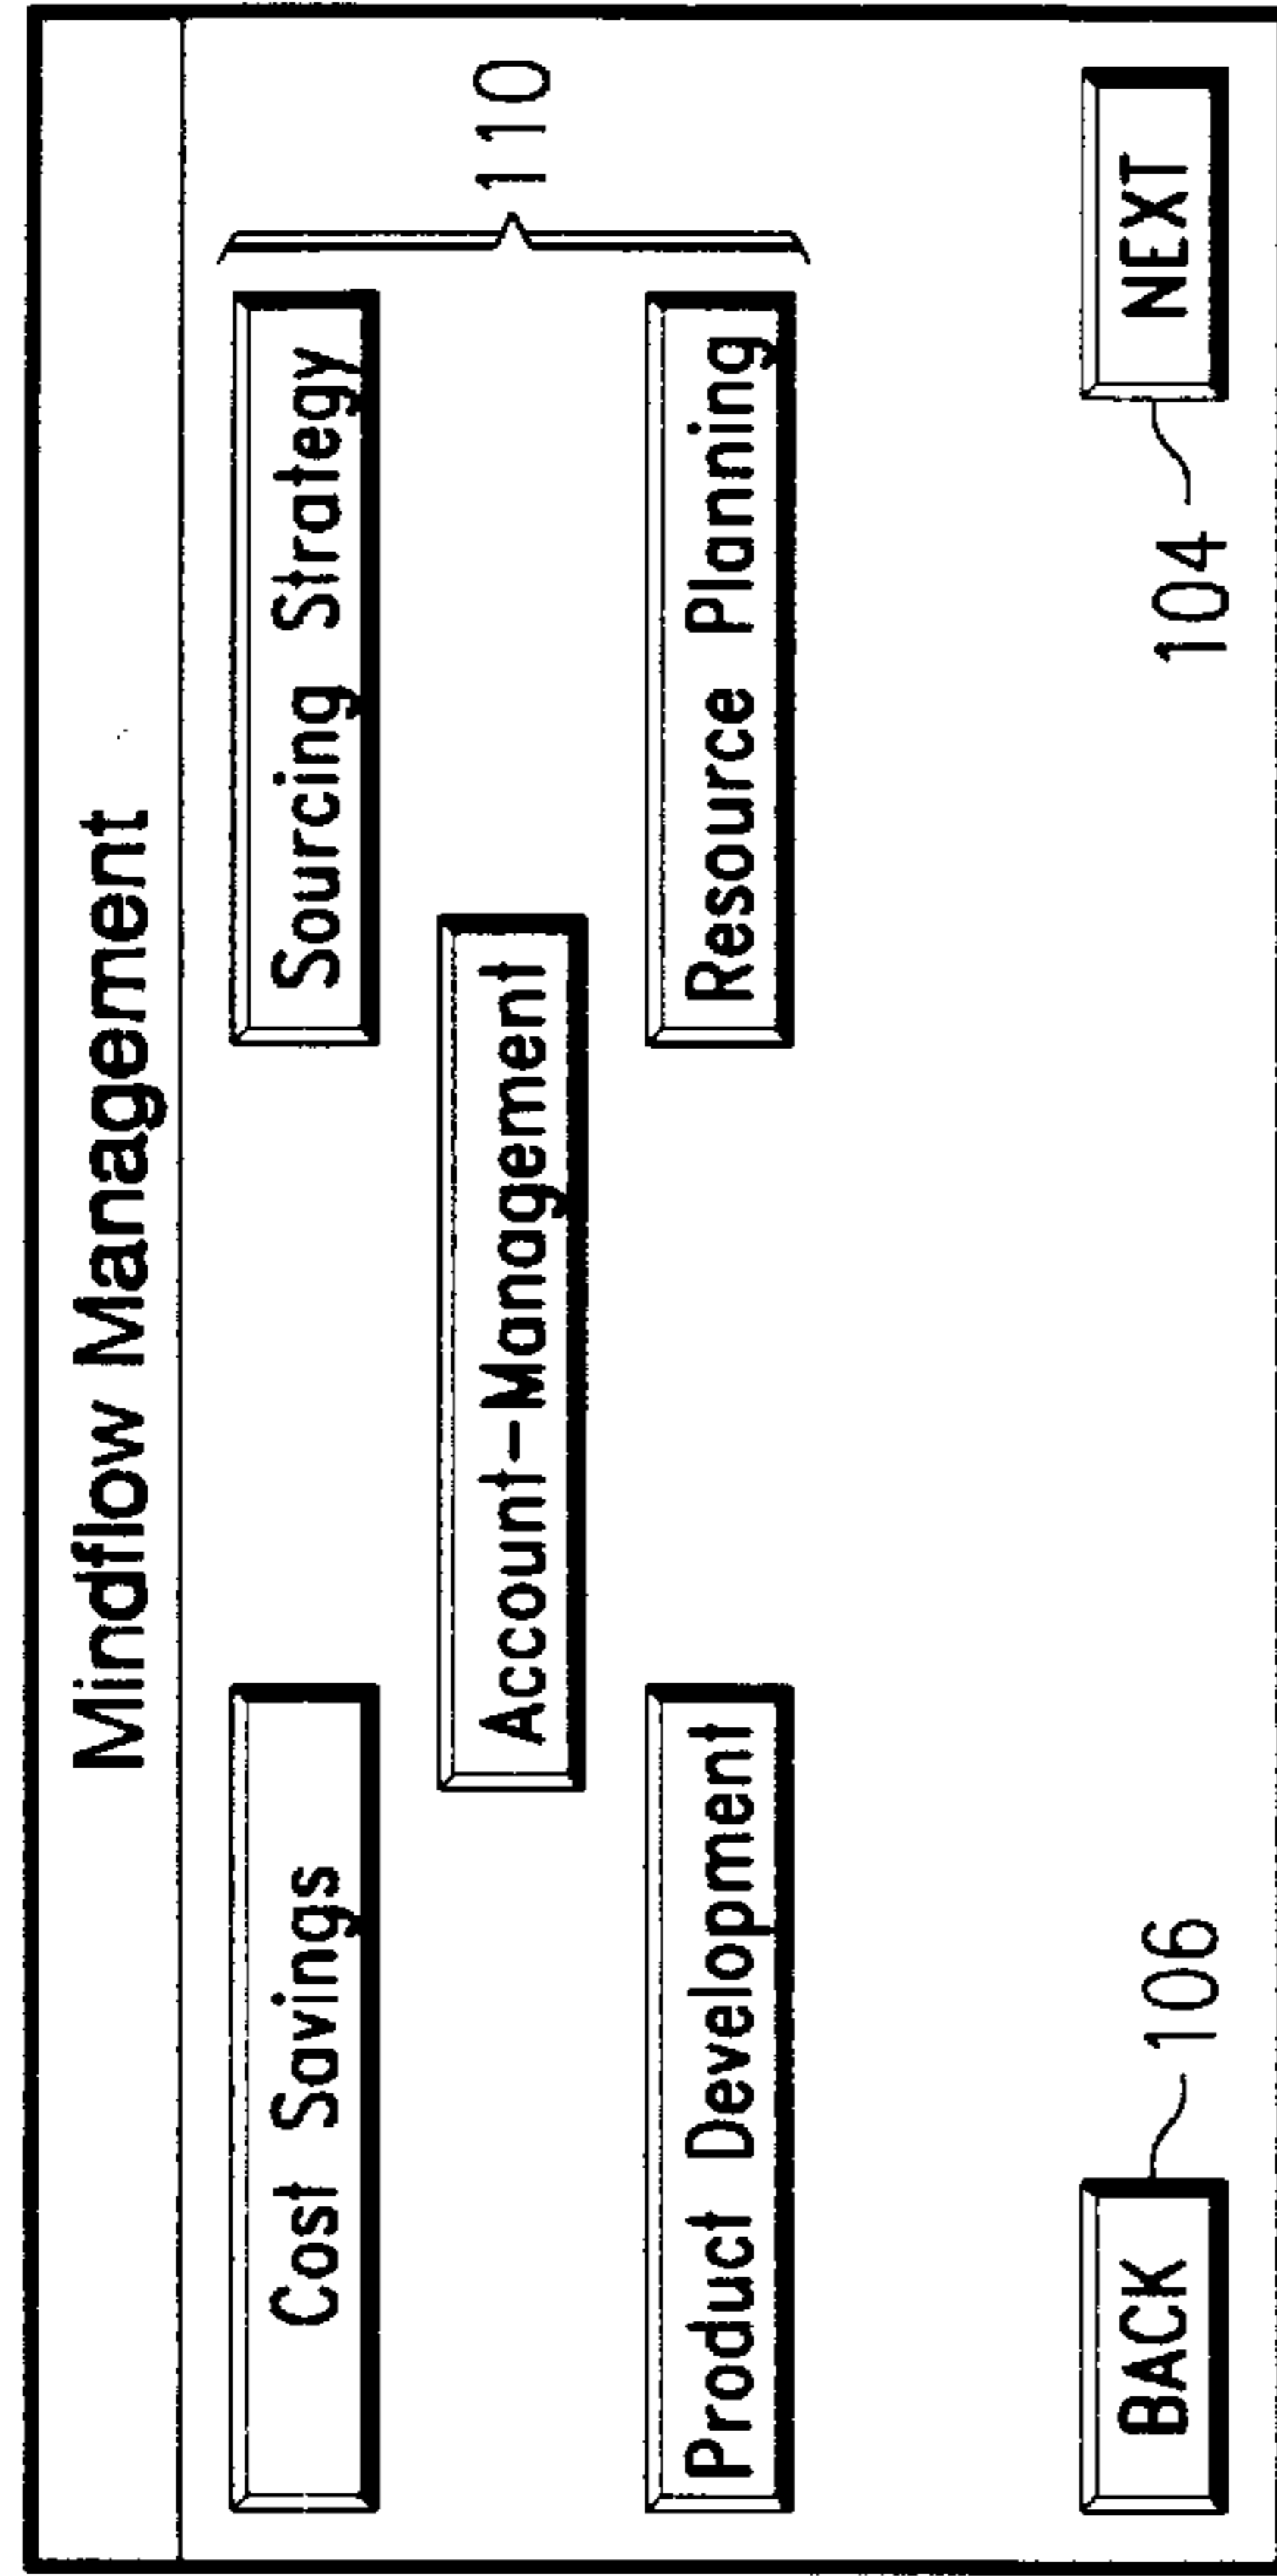 Mindflow Management
Cost Savings
Sourcing Strategy
110
Account-Management
Product Development
Resource Planning
BACK
106
104
NEXT